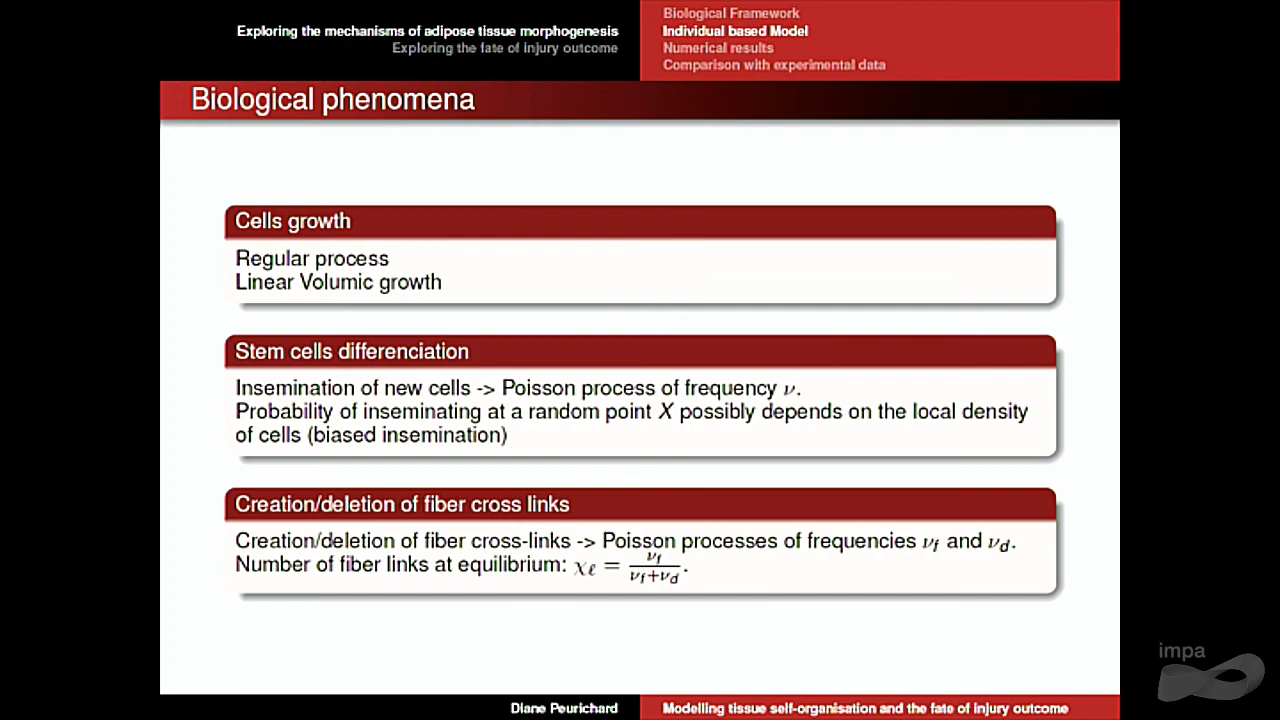 Exploring the mechanisms of adipose tissue morphogenesis
Exploring the fate of injury outcome
Biological Framework
Individual based Model
Numerical results
Comparison with experimental data
Biological phenomena
Cells growth
Regular process
Linear Volumic growth
Stem cells differenciation
Insemination of new cells -> Poisson process of frequency ν.
Probability of inseminating at a random point X possibly depends on the local density
of cells (biased insemination)
Creation/deletion of fiber cross links
Creation/deletion of fiber cross-links -> Poisson processes of frequencies ν_f and ν_d.
Number of fiber links at equilibrium: χ_ℓ = ν_f/(ν_f+ν_d).
impa
Diane Peurichard
Modelling tissue self-organisation and the fate of injury outcome